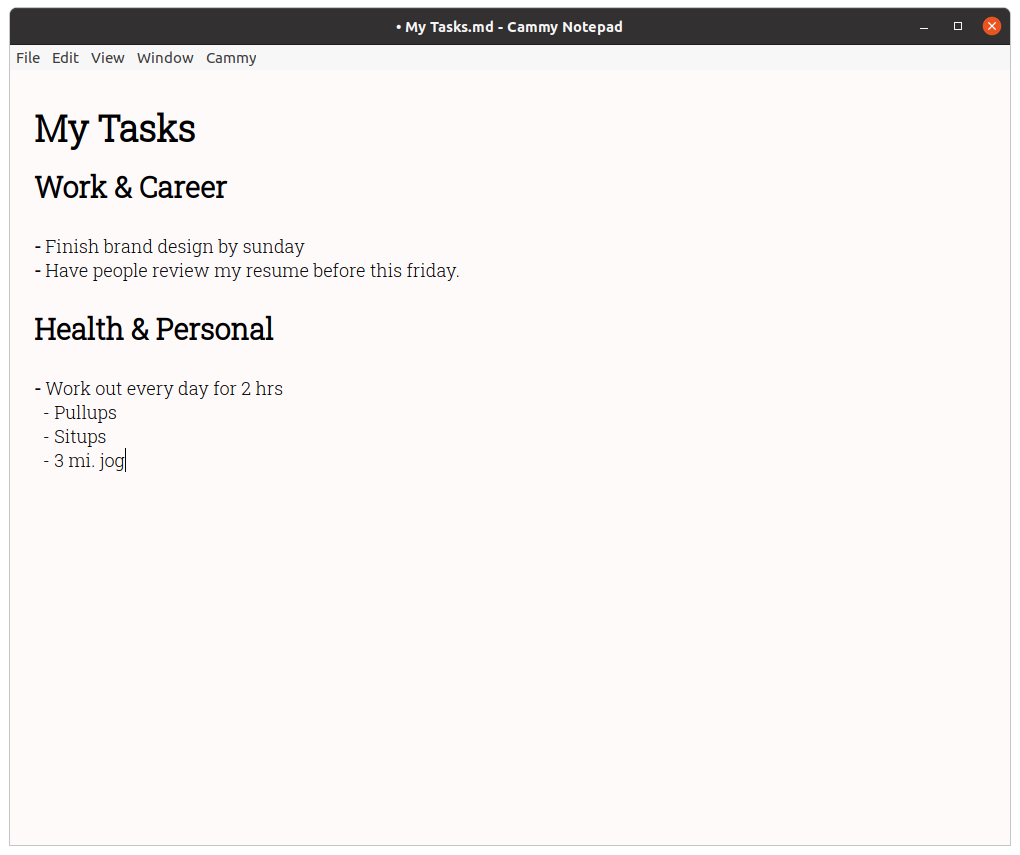 • My Tasks.md - Cammy Notepad
File Edit View Window Cammy
My Tasks
Work & Career
- Finish brand design by sunday
- Have people review my resume before this friday.
Health & Personal
- Work out every day for 2 hrs
- Pullups
- Situps
- 3 mi. jog